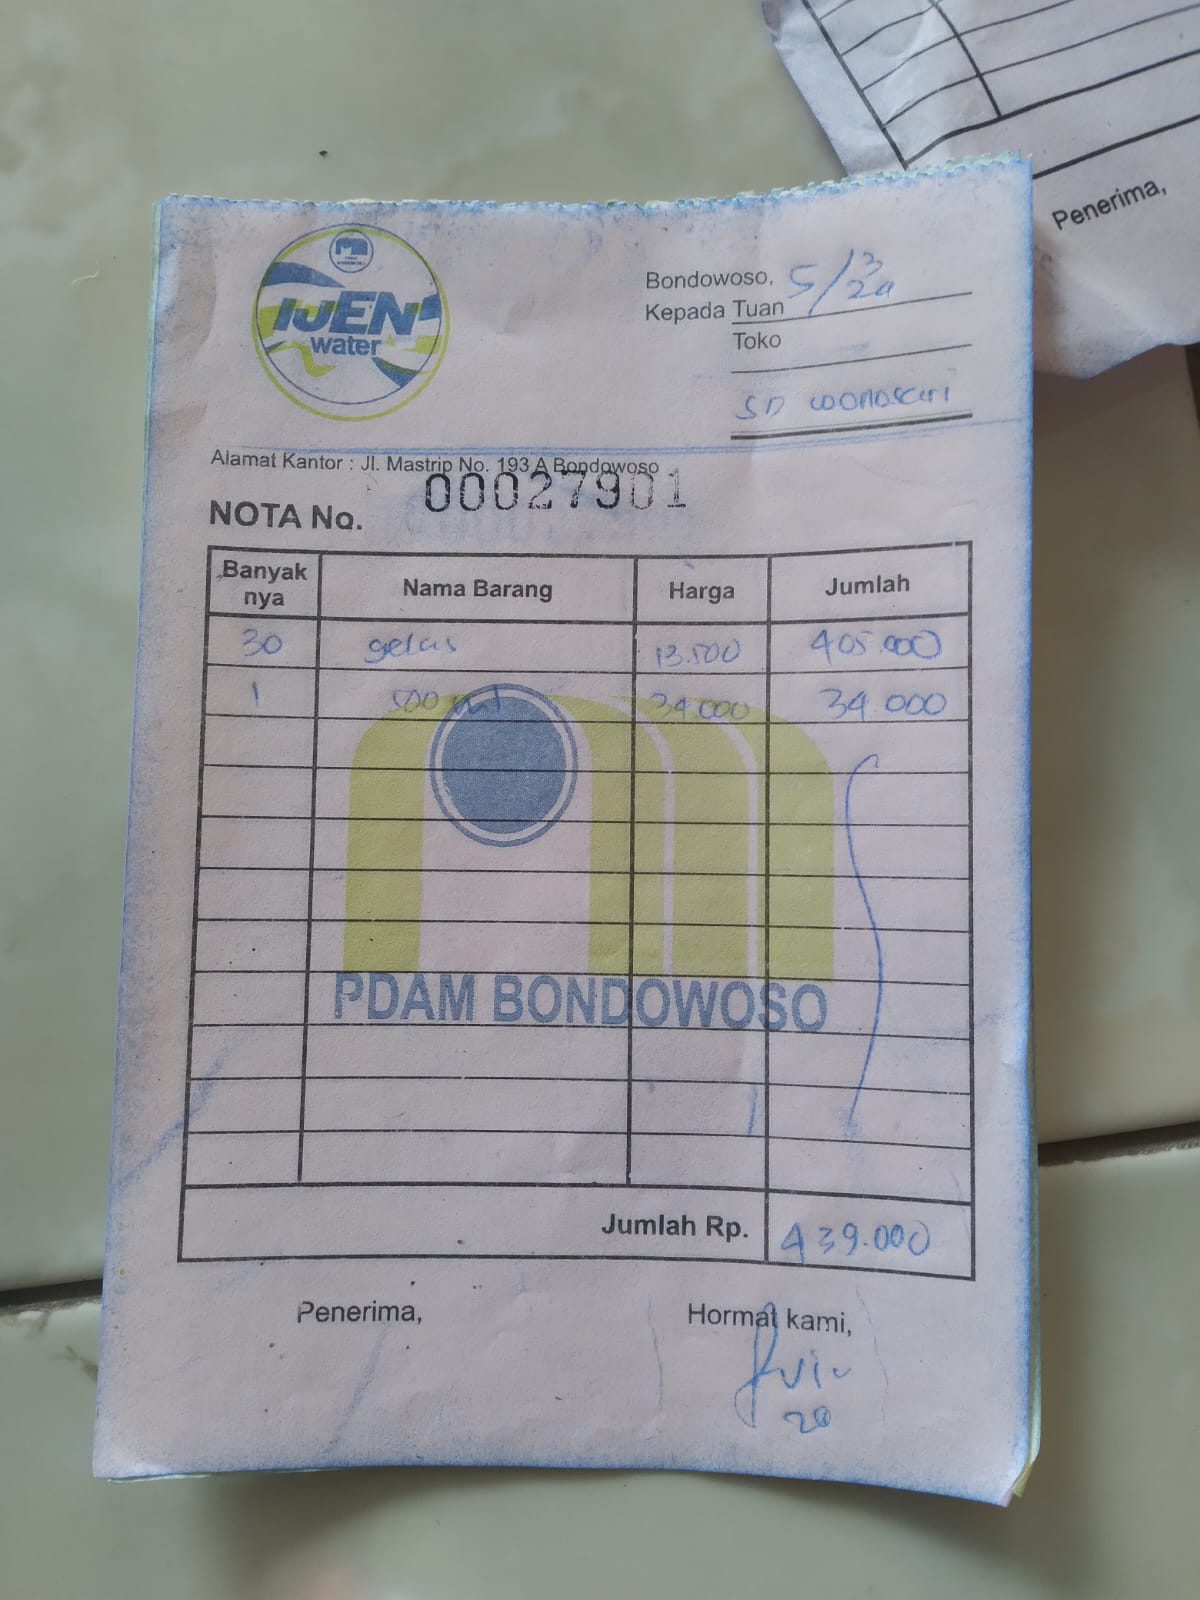 IJEN
water
Bondowoso, 5/3 24
Kepada Tuan
Toko
SD WONOSARI
Alamat Kantor : Jl. Mastrip No. 193 A Bondowoso
NOTA No. 00027901
Banyak nya Nama Barang Harga Jumlah
30 gelas 13.500 405.000
1 500 ml 34.000 34.000
PDAM BONDOWOSO
Jumlah Rp. 439.000
Penerima, Hormat kami,
Penerima,